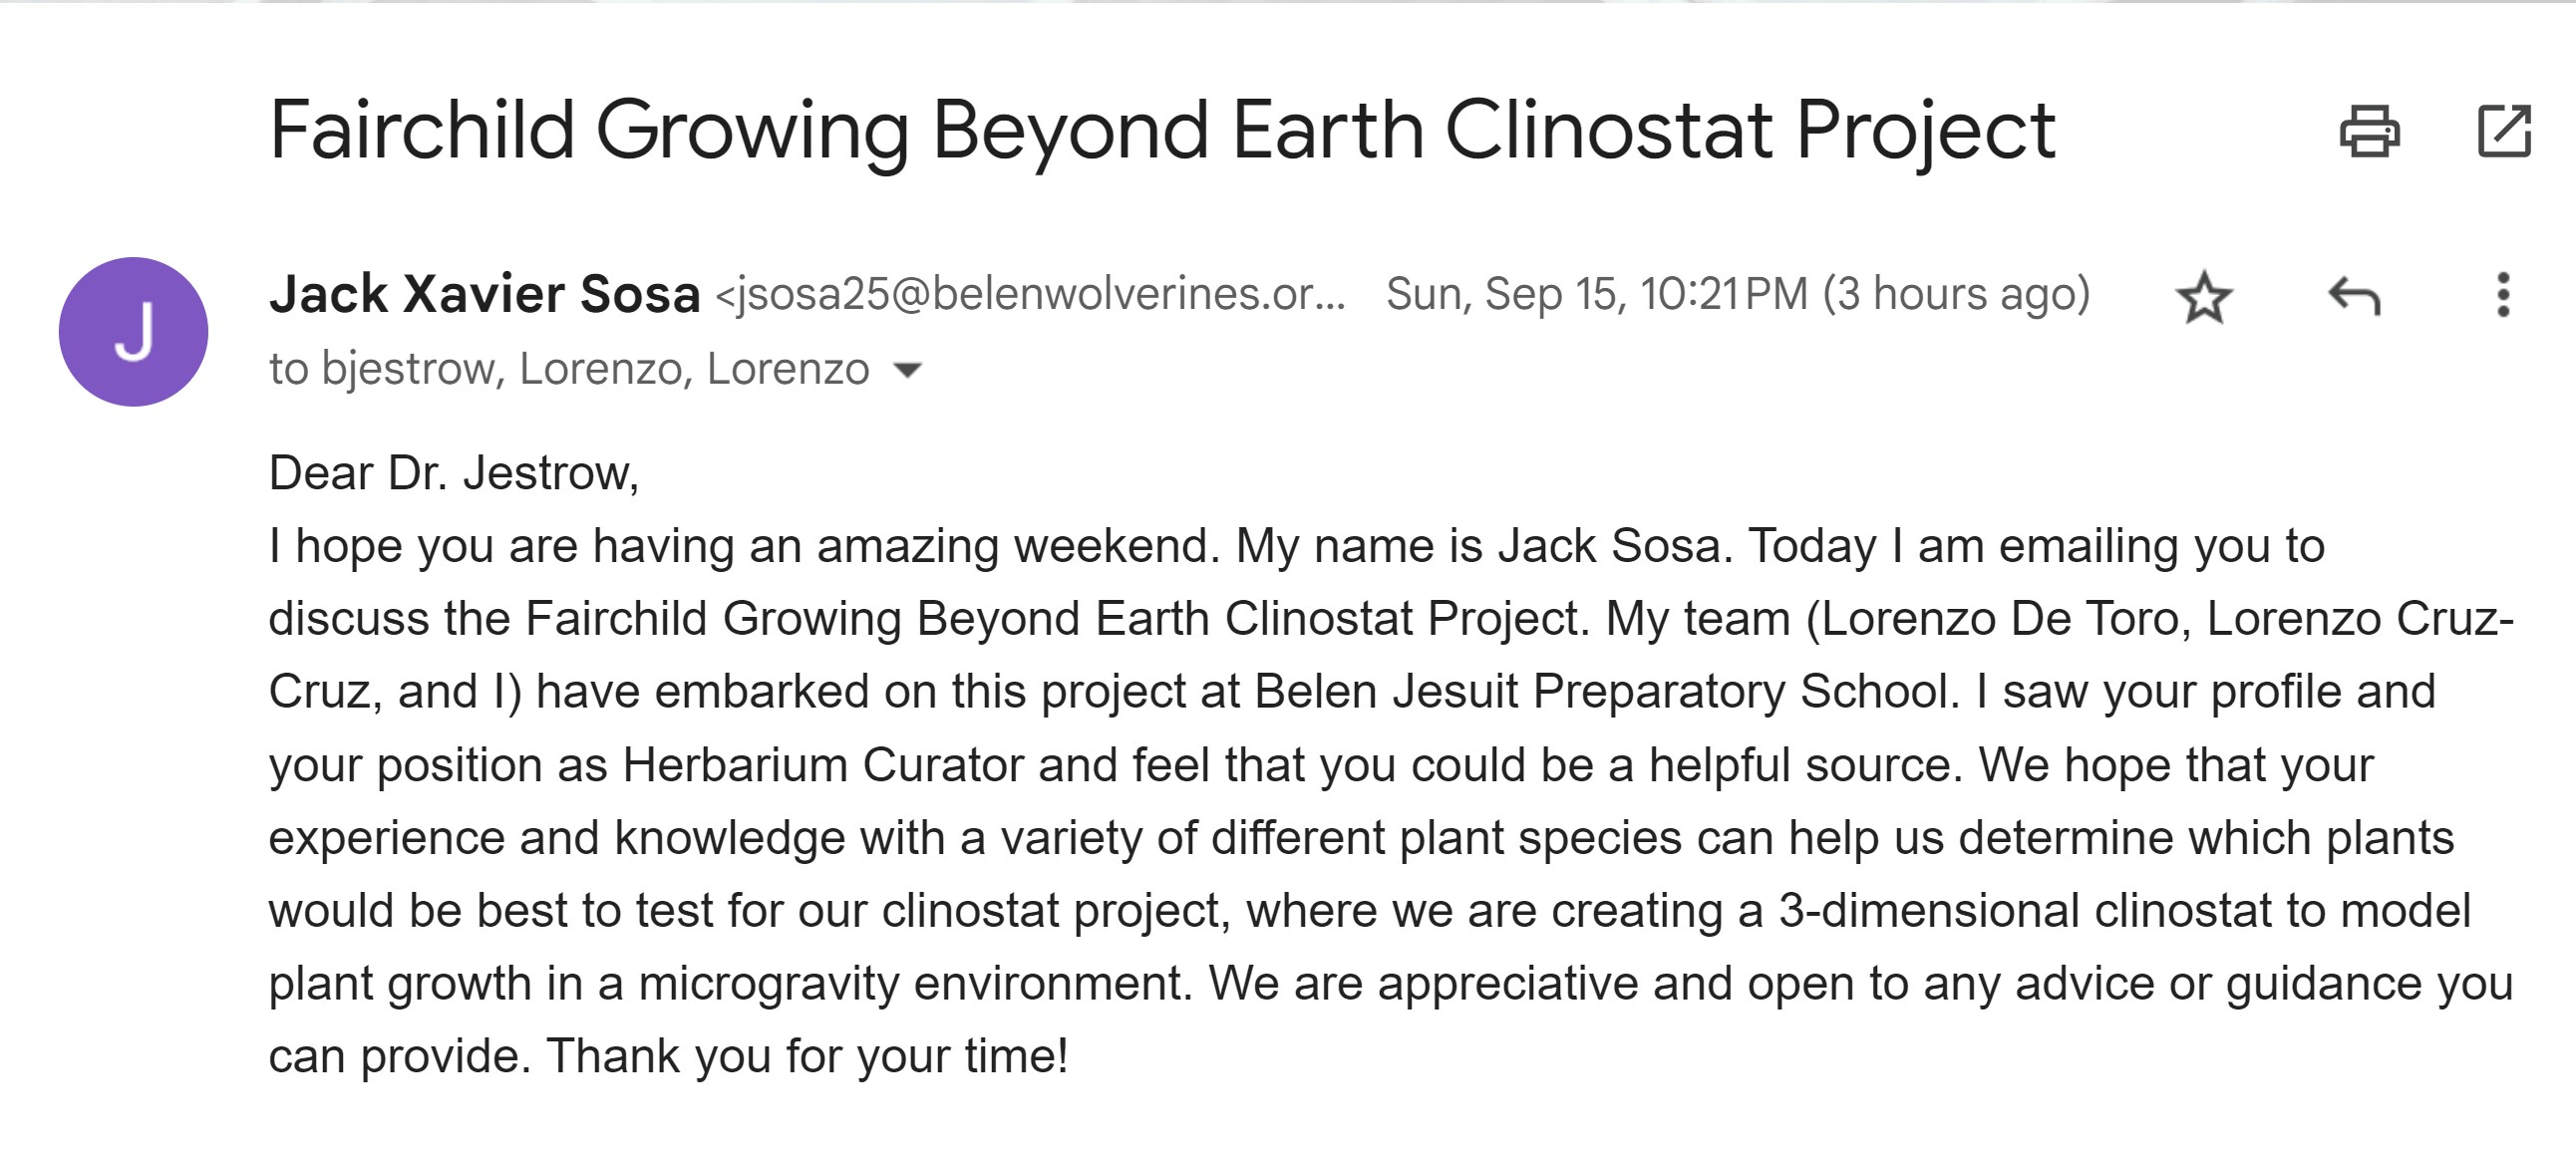 Fairchild Growing Beyond Earth Clinostat Project
J
Jack Xavier Sosa <jsosa25@belenwolverines.or... Sun, Sep 15, 10:21 PM (3 hours ago)
to bjestrow, Lorenzo, Lorenzo
Dear Dr. Jestrow,
I hope you are having an amazing weekend. My name is Jack Sosa. Today I am emailing you to
discuss the Fairchild Growing Beyond Earth Clinostat Project. My team (Lorenzo De Toro, Lorenzo Cruz-
Cruz, and I) have embarked on this project at Belen Jesuit Preparatory School. I saw your profile and
your position as Herbarium Curator and feel that you could be a helpful source. We hope that your
experience and knowledge with a variety of different plant species can help us determine which plants
would be best to test for our clinostat project, where we are creating a 3-dimensional clinostat to model
plant growth in a microgravity environment. We are appreciative and open to any advice or guidance you
can provide. Thank you for your time!